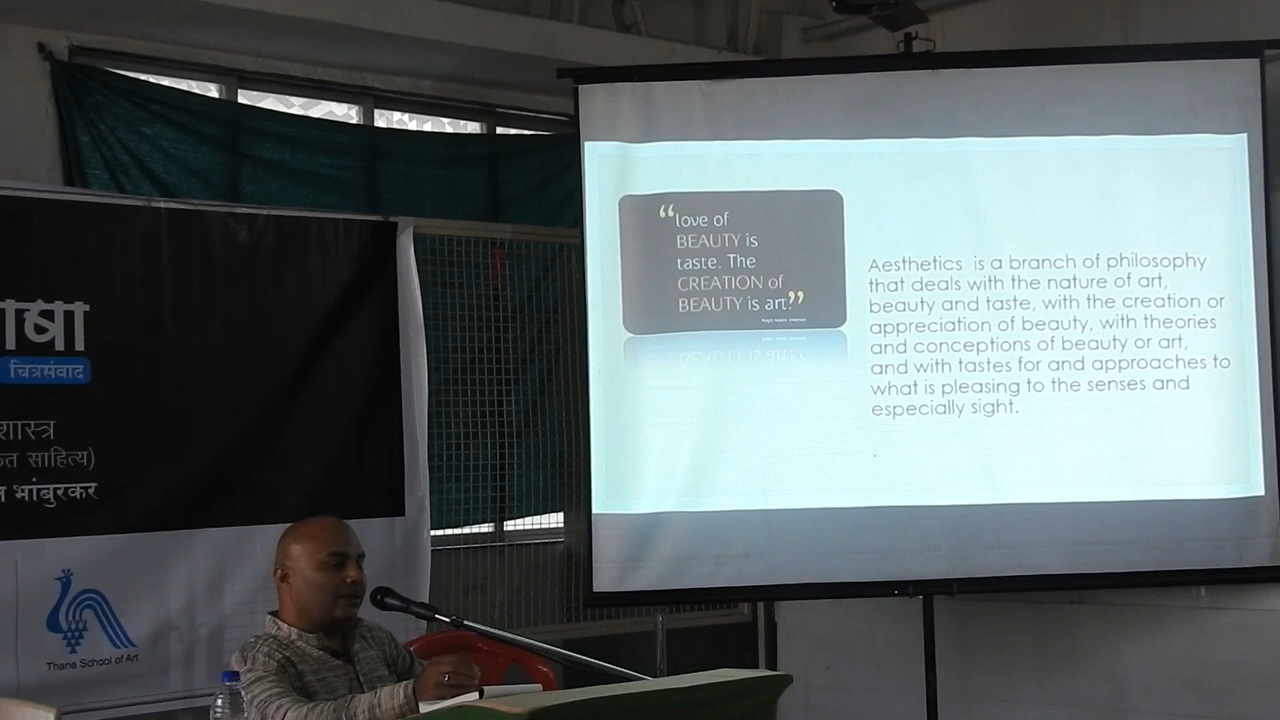 चित्रसंवाद
साहित्य)
भांबुरकर
Thane School of Art
“love of
BEAUTY is
taste. The
CREATION of
BEAUTY is art.”
Ralph Waldo Emerson
Aesthetics is a branch of philosophy
that deals with the nature of art,
beauty and taste, with the creation or
appreciation of beauty, with theories
and conceptions of beauty or art,
and with tastes for and approaches to
what is pleasing to the senses and
especially sight.